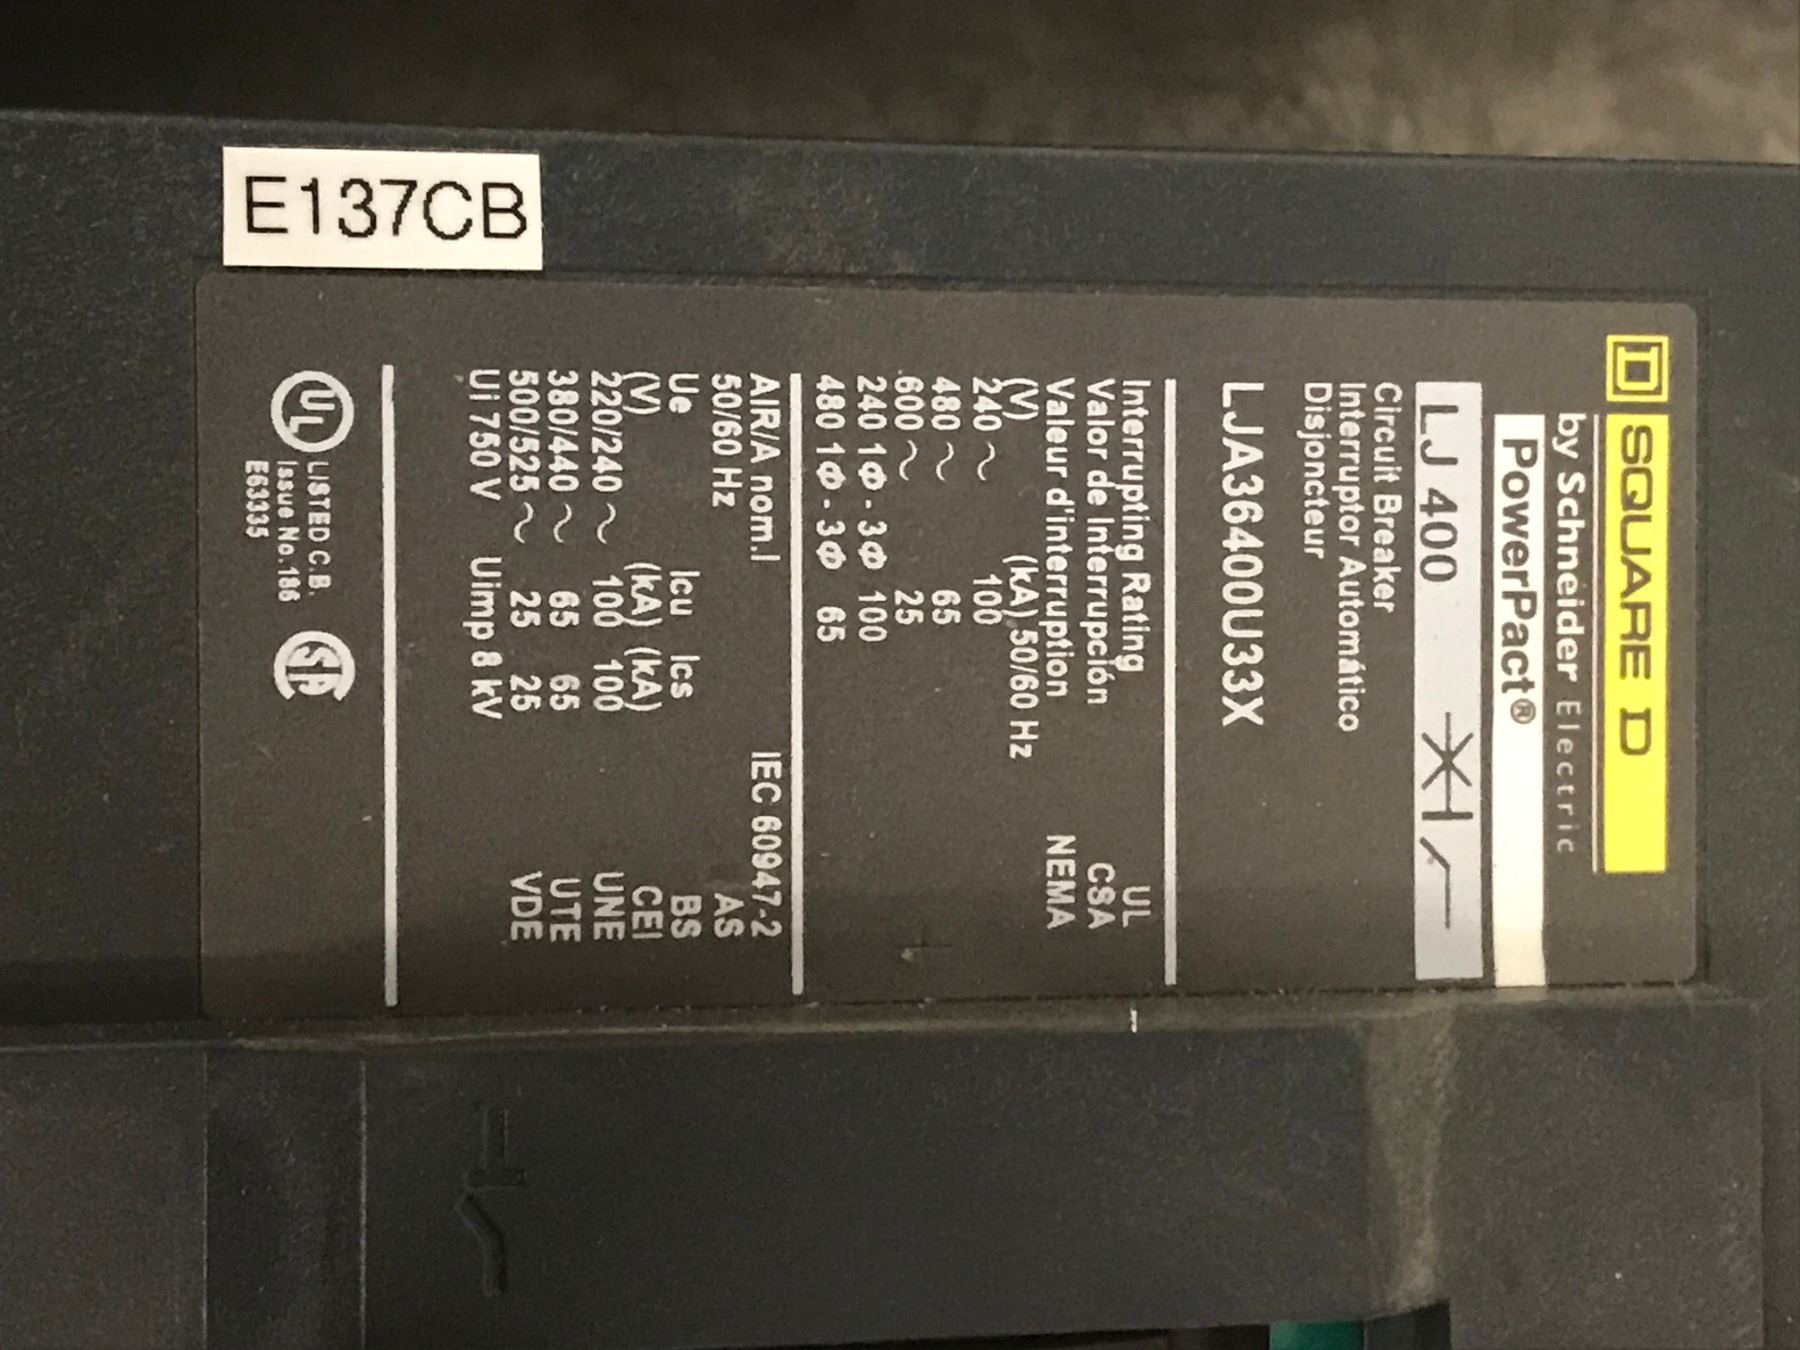 E137CB
SQUARE D
by Schneider Electric
PowerPact®
LJ 400
Circuit Breaker
Interruptor Automático
Disjoncteur
LJA36400U33X
Interrupting Rating UL
Valor de Interrupción CSA
Valeur d'interruption NEMA
(V) (kA) 50/60 Hz
240 ~ 100
480 ~ 65
600 ~ 25
240 1Φ - 3Φ 100
480 1Φ - 3Φ 65
AIR/A nom.I IEC 60947-2
50/60 Hz AS
Ue Icu Ics BS
(V) (kA) (kA) CEI
220/240 ~ 100 100 UNE
380/440 ~ 65 65 UTE
500/525 ~ 25 25 VDE
Ui 750 V Uimp 8 kV
UL LISTED C.B. SA
Issue No.186
E63335